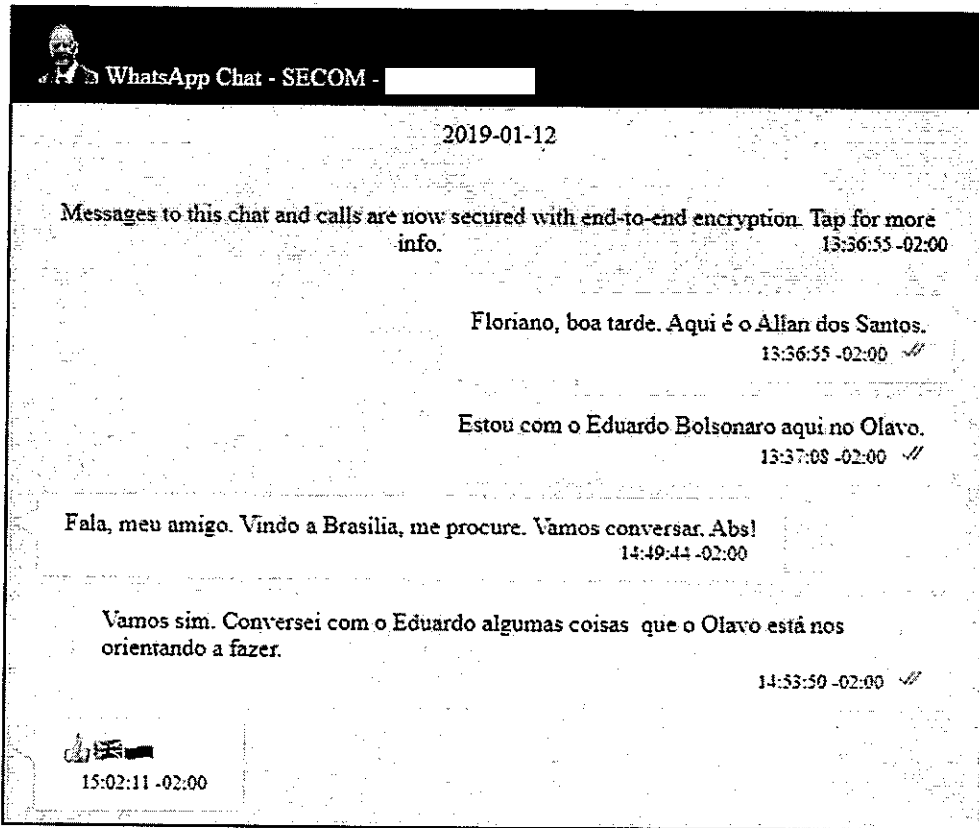 WhatsApp Chat - SECOM -
2019-01-12
Messages to this chat and calls are now secured with end-to-end encryption. Tap for more
info. 13:36:55 -02:00
Floriano, boa tarde. Aqui é o Allan dos Santos.
13:36:55 -02:00
Estou com o Eduardo Bolsonaro aqui no Olavo.
13:37:08 -02:00
Fala, meu amigo. Vindo a Brasilia, me procure. Vamos conversar. Abs!
14:49:44 -02:00
Vamos sim. Conversei com o Eduardo algumas coisas que o Olavo está nos
orientando a fazer.
14:53:50 -02:00
15:02:11 -02:00